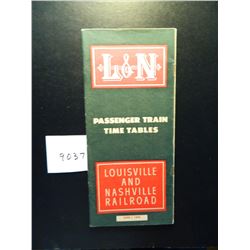 L&N
PASSENGER TRAIN
TIME TABLES
9037
LOUISVILLE
AND
NASHVILLE
RAILROAD